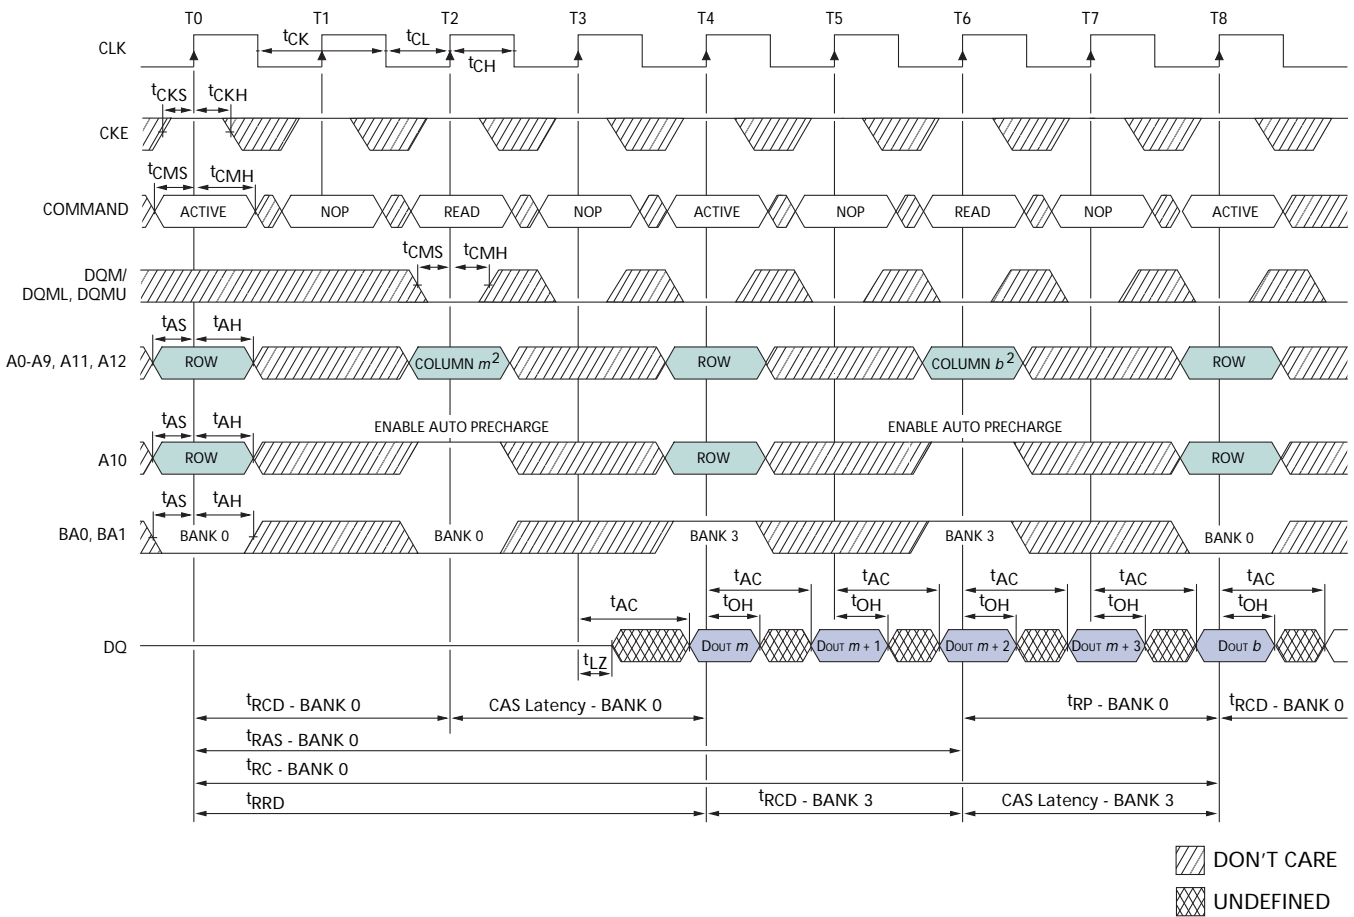 T0 T1 T2 T3 T4 T5 T6 T7 T8
CLK
tCK tCL
tCH
tCKS tCKH
CKE
tCMS tCMH
COMMAND ACTIVE NOP READ NOP ACTIVE NOP READ NOP ACTIVE
tCMS tCMH
DQM/
DQML, DQMU
tAS tAH
A0-A9, A11, A12 ROW COLUMN m2 ROW COLUMN b2 ROW
tAS tAH
ENABLE AUTO PRECHARGE ENABLE AUTO PRECHARGE
A10 ROW ROW ROW
tAS tAH
BA0, BA1 BANK 0 BANK 0 BANK 3 BANK 3 BANK 0
tAC tAC tAC tAC tAC tAC
tOH tOH tOH tOH tOH
DQ DOUT m DOUT m + 1 DOUT m + 2 DOUT m + 3 DOUT b
tLZ
tRCD - BANK 0 CAS Latency - BANK 0 tRP - BANK 0 tRCD - BANK 0
tRAS - BANK 0
tRC - BANK 0
tRRD tRCD - BANK 3 CAS Latency - BANK 3
DON'T CARE
UNDEFINED